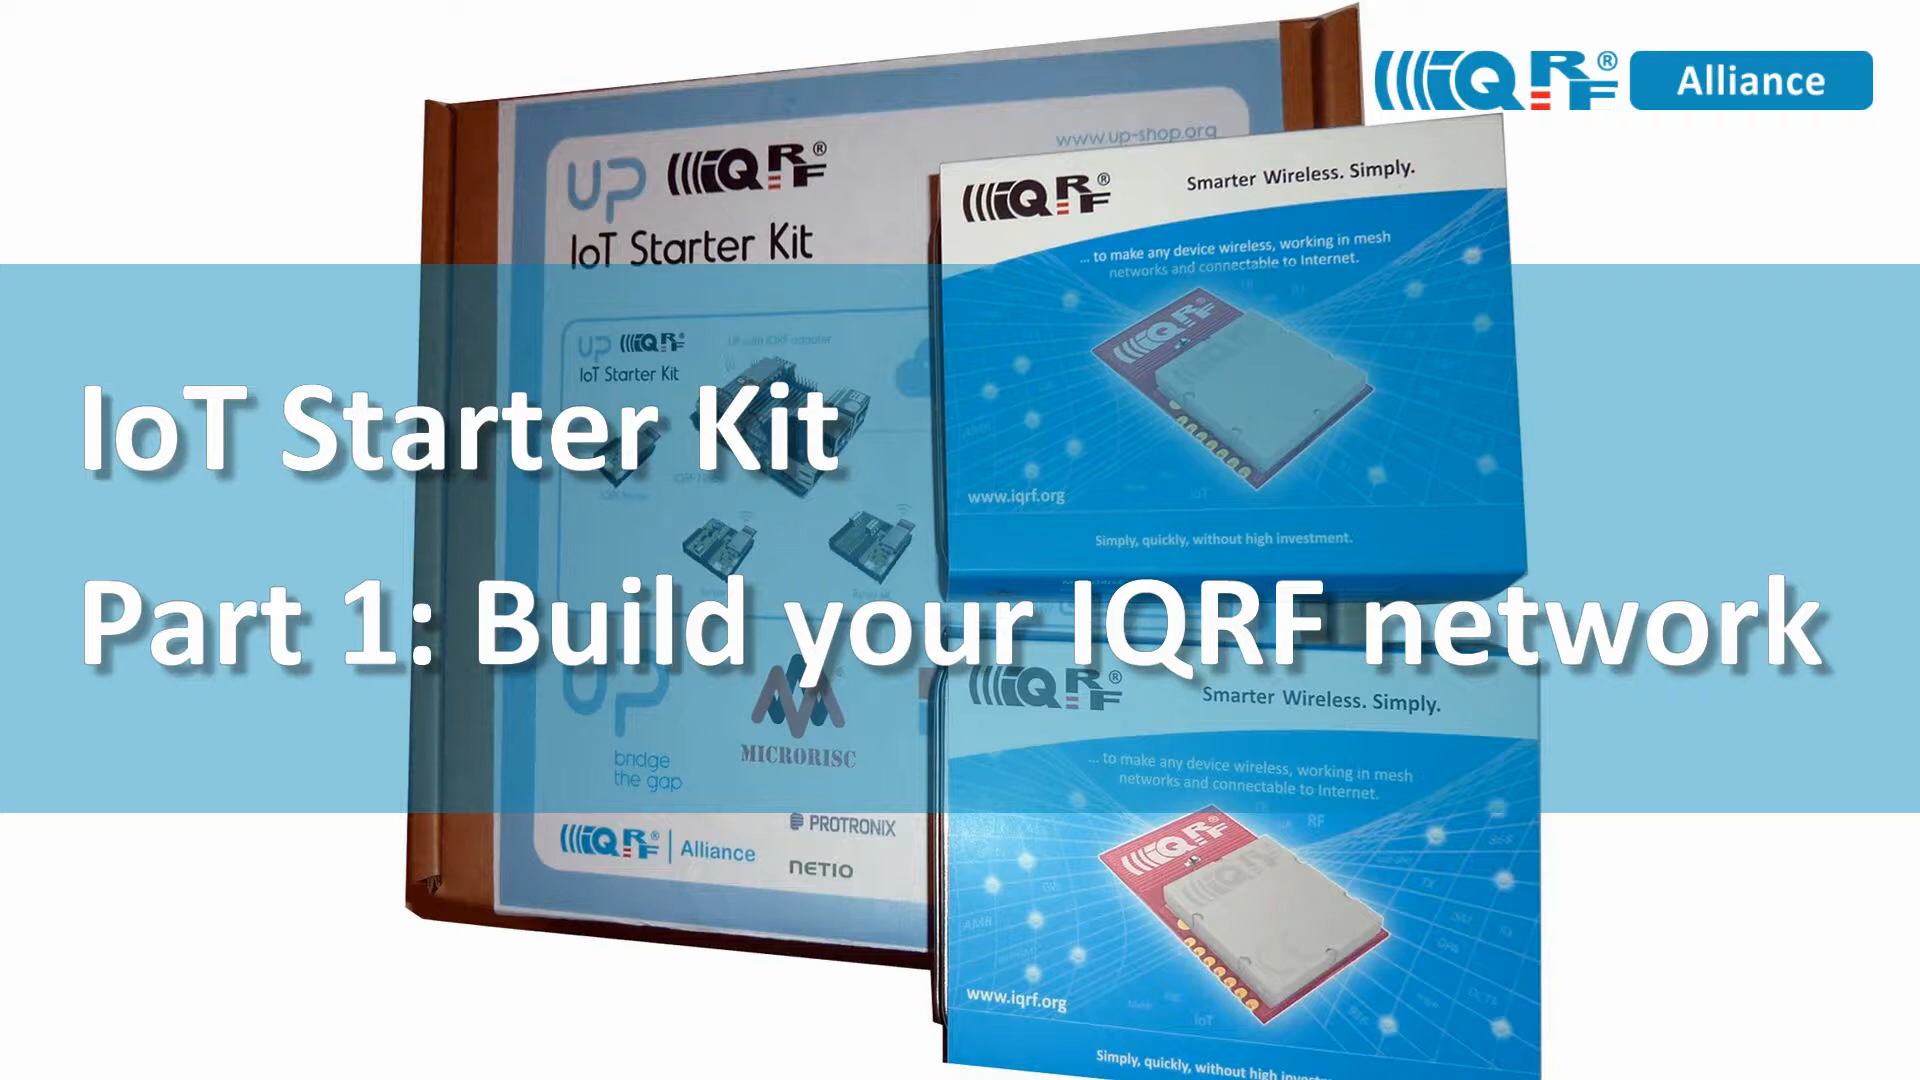 IQRF® Alliance
www.up-shop.org
UP IQRF®
IoT Starter Kit
IQRF®
Smarter Wireless. Simply.
... to make any device wireless, working in mesh
networks and connectable to Internet.
UP IQRF®
IoT Starter Kit
www.iqrf.org
Simply, quickly, without high investment.
IoT Starter Kit
Part 1: Build your IQRF network
UP
bridge
the gap
MICRORISC
PROTRONIX
IQRF® Alliance
NETIO
IQRF®
Smarter Wireless. Simply.
... to make any device wireless, working in mesh
networks and connectable to Internet.
RF
IoT
www.iqrf.org
Simply, quickly, without high